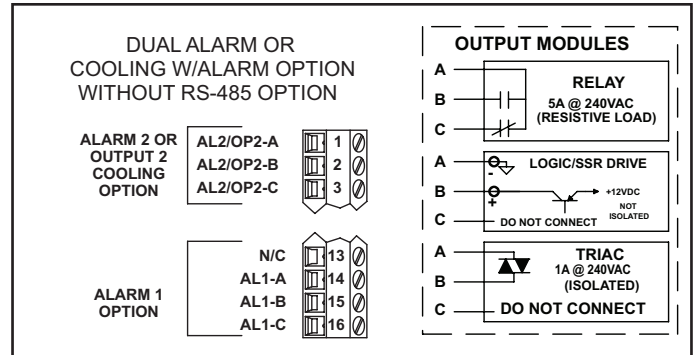 DUAL ALARM OR
COOLING W/ALARM OPTION
WITHOUT RS-485 OPTION
ALARM 2 OR
OUTPUT 2
COOLING
OPTION
AL2/OP2-A 1
AL2/OP2-B 2
AL2/OP2-C 3
ALARM 1
OPTION
N/C 13
AL1-A 14
AL1-B 15
AL1-C 16
OUTPUT MODULES
A
B
C
RELAY
5A @ 240VAC
(RESISTIVE LOAD)
A
B
C
-
+
LOGIC/SSR DRIVE
+12VDC
NOT
ISOLATED
DO NOT CONNECT
A
B
C
TRIAC
1A @ 240VAC
(ISOLATED)
DO NOT CONNECT